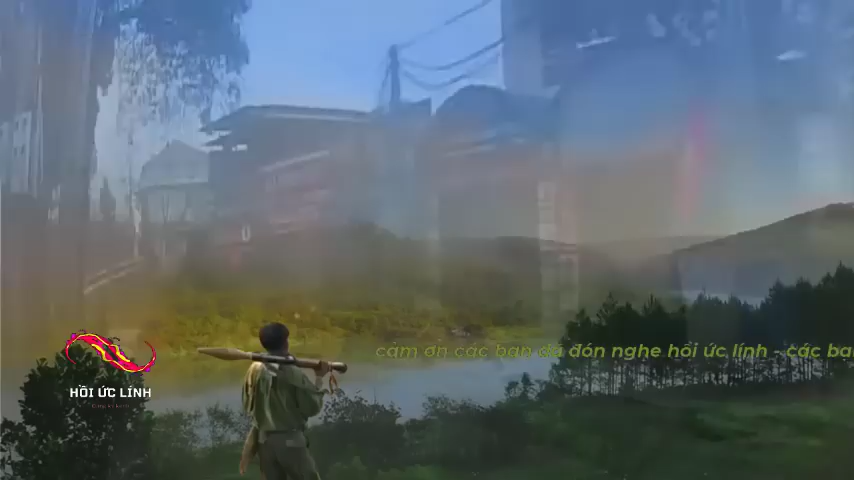 cảm ơn các bạn đã đón nghe hồi ức lính - các bạ
HỒI ỨC LÍNH